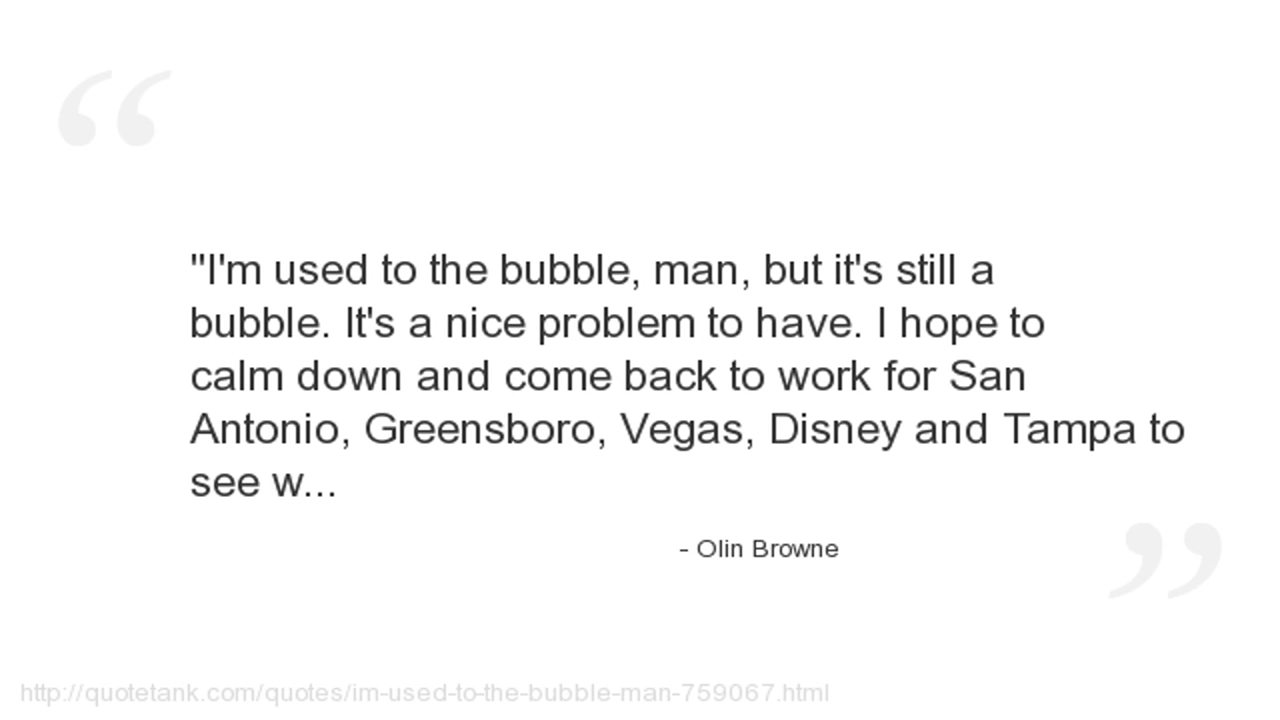 "I'm used to the bubble, man, but it's still a
bubble. It's a nice problem to have. I hope to
calm down and come back to work for San
Antonio, Greensboro, Vegas, Disney and Tampa to
see w...
- Olin Browne
http://quotetank.com/quotes/im-used-to-the-bubble-man-759067.html